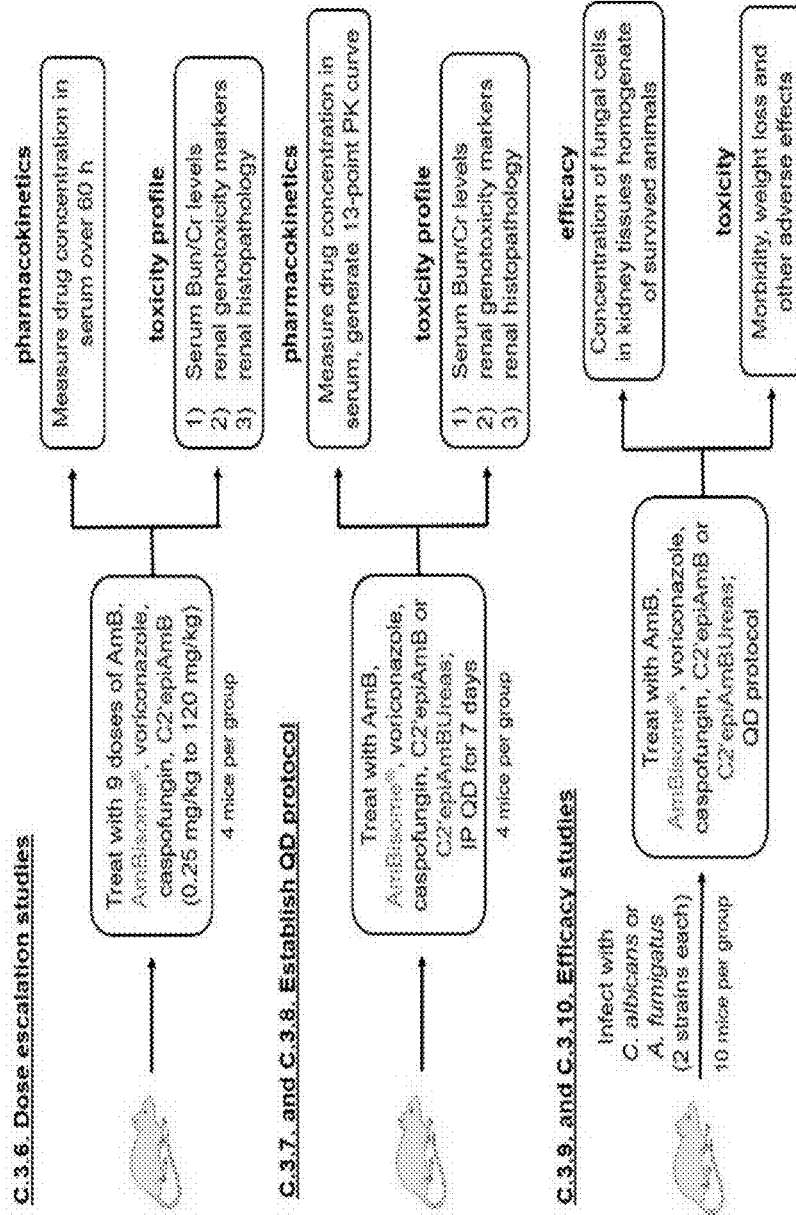 C.3.6. Dose escalation studies
Treat with 9 doses of AmB,
AmBisome®, voriconazole,
caspofungin, C2'epiAmB
(0.25 mg/kg to 120 mg/kg)
4 mice per group
pharmacokinetics
Measure drug concentration in
serum over 60 h
toxicity profile
1) Serum Bun/Cr levels
2) renal genotoxicity markers
3) renal histopathology
C.3.7. and C.3.8. Establish QD protocol
Treat with AmB,
AmBisome®, voriconazole,
caspofungin, C2'epiAmB or
C2'epiAmBUreas;
IP QD for 7 days
4 mice per group
pharmacokinetics
Measure drug concentration in
serum, generate 13-point PK curve
toxicity profile
1) Serum Bun/Cr levels
2) renal genotoxicity markers
3) renal histopathology
C.3.9. and C.3.10. Efficacy studies
Infect with
C. albicans or
A. fumigatus
(2 strains each)
10 mice per group
Treat with AmB,
AmBisome®, voriconazole,
caspofungin, C2'epiAmB or
C2'epiAmBUreas;
QD protocol
efficacy
Concentration of fungal cells
in kidney tissues homogenate
of survived animals
toxicity
Morbidity, weight loss and
other adverse effects